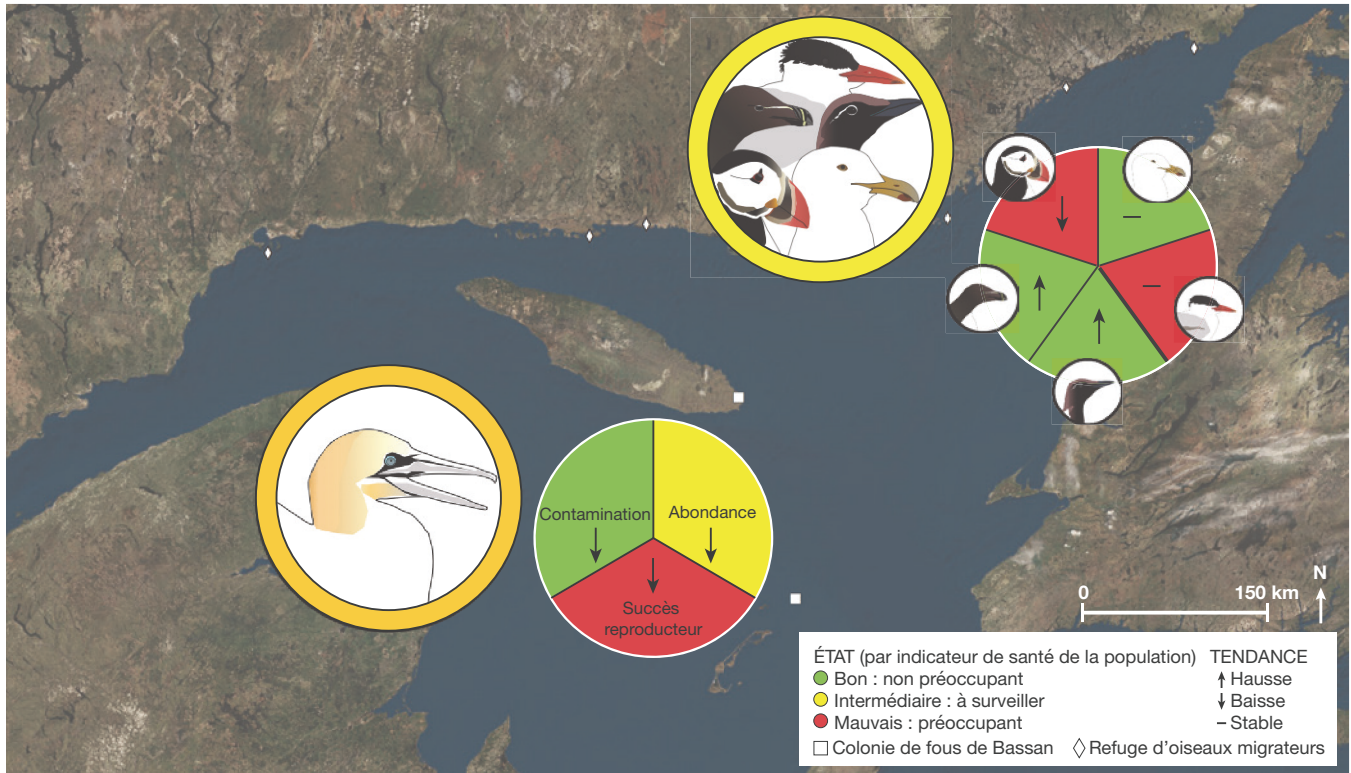 Contamination
Abondance
Succès
reproducteur
0 150 km
N
ÉTAT (par indicateur de santé de la population) TENDANCE
Bon : non préoccupant Hausse
Intermédiaire : à surveiller Baisse
Mauvais : préoccupant Stable
Colonie de fous de Bassan Refuge d'oiseaux migrateurs